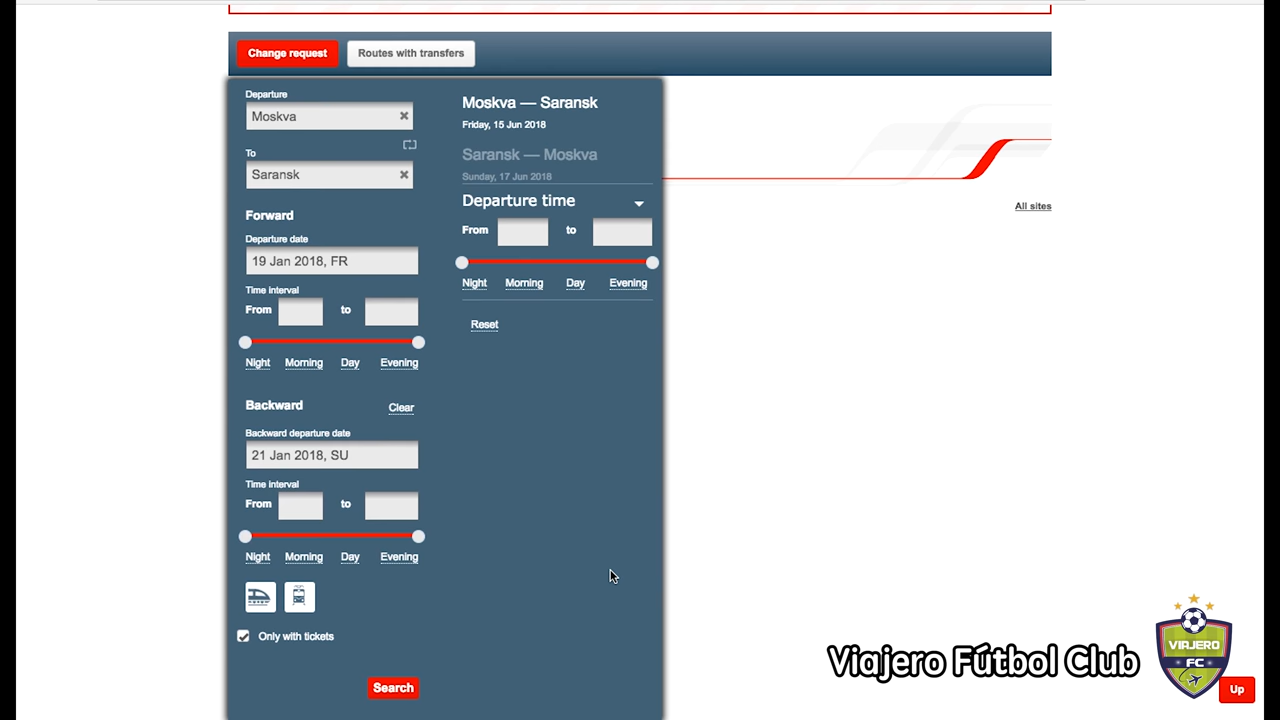 Change request
Routes with transfers
Departure
Moskva
To
Saransk
Forward
Departure date
19 Jan 2018, FR
Time interval
From to
Night Morning Day Evening
Backward Clear
Backward departure date
21 Jan 2018, SU
Time interval
From to
Night Morning Day Evening
Only with tickets
Search
Moskva — Saransk
Friday, 15 Jun 2018
Saransk — Moskva
Sunday, 17 Jun 2018
Departure time
From to
Night Morning Day Evening
Reset
All sites
Viajero Fútbol Club
VIAJERO
FC
Up